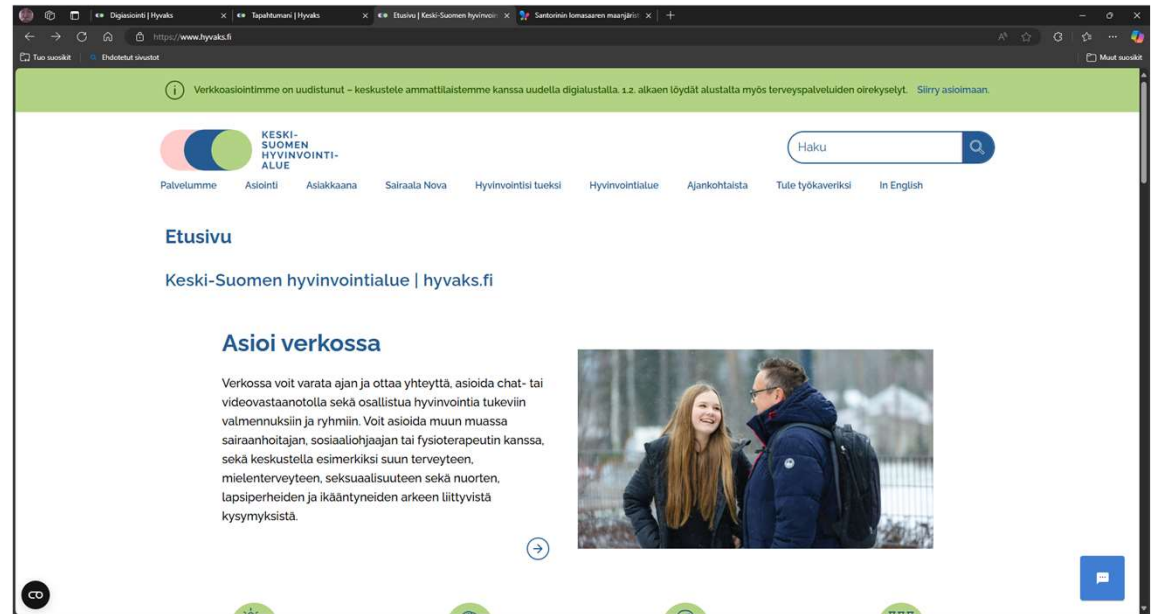 Digiasiointi | Hyvaks
Tapahtumani | Hyvaks
Etusivu | Keski-Suomen hyvinvoin
Santorinin lomasaaren maanjärist
https://www.hyvaks.fi
Tuo suosikit
Ehdotetut sivustot
Muut suosikit
Verkkoasiointimme on uudistunut – keskustele ammattilaistemme kanssa uudella digialustalla. 1.2. alkaen löydät alustalta myös terveyspalveluiden oirekyselyt. Siirry asioimaan.
KESKI-
SUOMEN
HYVINVOINTI-
ALUE
Haku
Palvelumme Asiointi Asiakkaana Sairaala Nova Hyvinvointisi tueksi Hyvinvointialue Ajankohtaista Tule työkaveriksi In English
Etusivu
Keski-Suomen hyvinvointialue | hyvaks.fi
Asioi verkossa
Verkossa voit varata ajan ja ottaa yhteyttä, asioida chat- tai
videovastaanotolla sekä osallistua hyvinvointia tukeviin
valmennuksiin ja ryhmiin. Voit asioida muun muassa
sairaanhoitajan, sosiaaliohjaajan tai fysioterapeutin kanssa,
sekä keskustella esimerkiksi suun terveyteen,
mielenterveyteen, seksuaalisuuteen sekä nuorten,
lapsiperheiden ja ikääntyneiden arkeen liittyvistä
kysymyksistä.